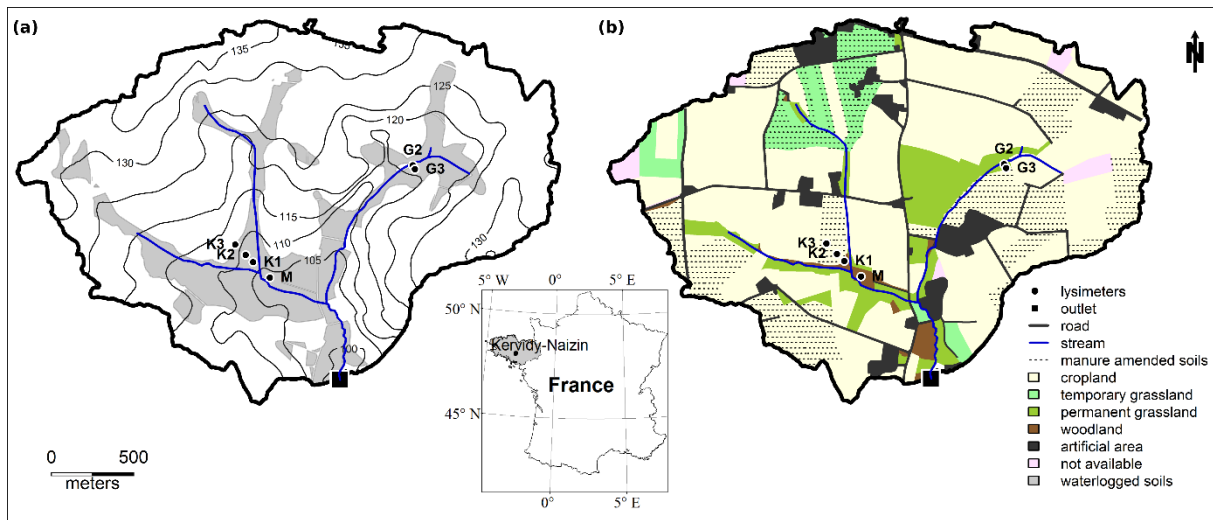 (a)
135
135
125
120
130
G2
G3
115
110
K3
K2
K1
105
M
130
100
0 500
meters
5° W 0° 5° E
50° N
Kervidy-Naizin
France
45° N
0° 5° E
(b)
N
G2
G3
K3
K2
K1
M
lysimeters
outlet
road
stream
manure amended soils
cropland
temporary grassland
permanent grassland
woodland
artificial area
not available
waterlogged soils